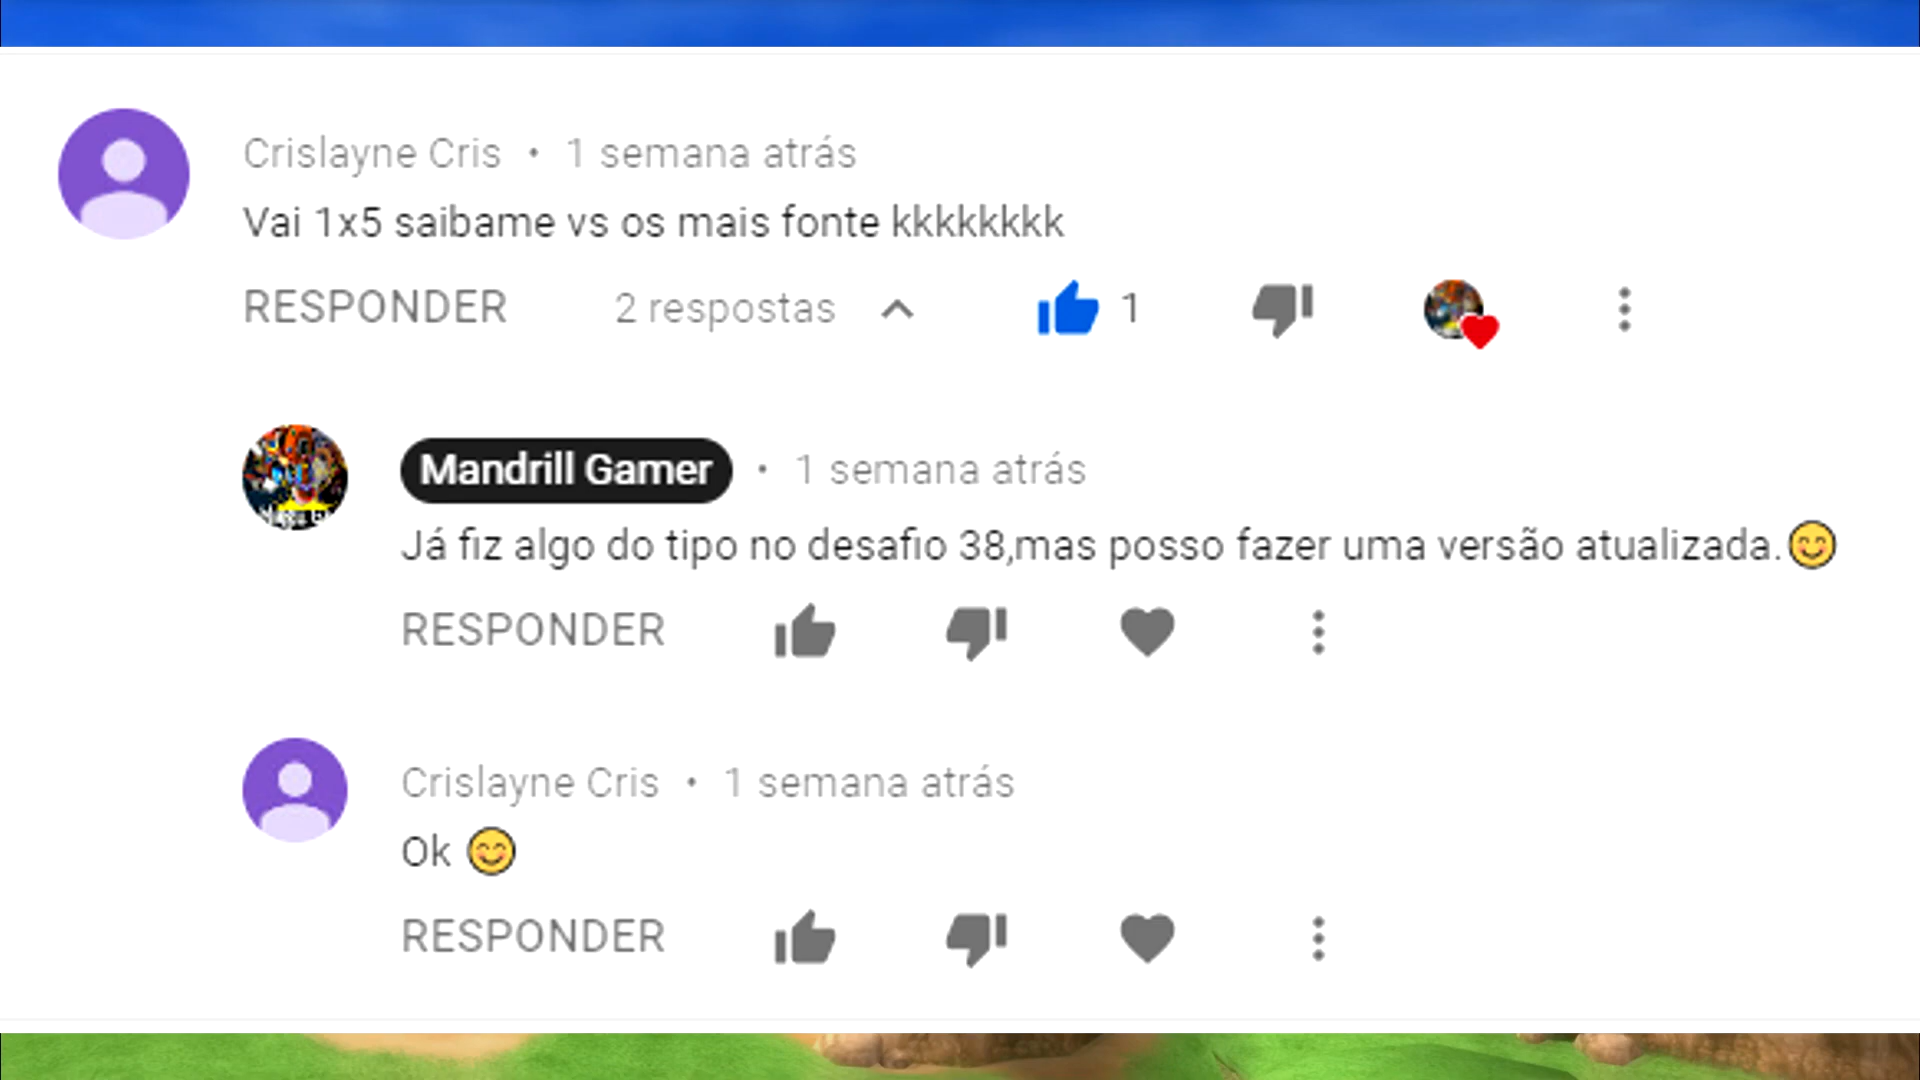 Crislayne Cris • 1 semana atrás
Vai 1x5 saibame vs os mais fonte kkkkkkkk
RESPONDER 2 respostas 1
Mandrill Gamer • 1 semana atrás
Já fiz algo do tipo no desafio 38,mas posso fazer uma versão atualizada.😊
RESPONDER
Crislayne Cris • 1 semana atrás
Ok 😊
RESPONDER